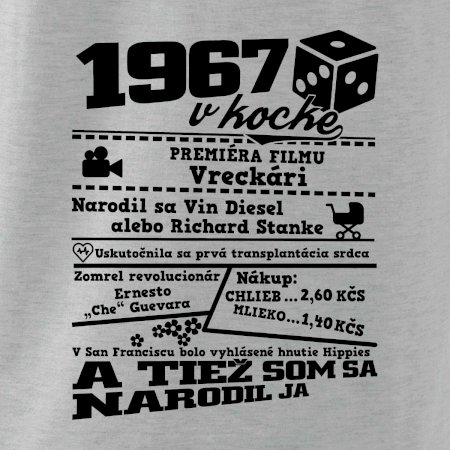 1967
v kocke
PREMIÉRA FILMU
Vreckári
Narodil sa Vin Diesel
alebo Richard Stanke
Uskutočnila sa prvá transplantácia srdca
Zomrel revolucionár
Ernesto
„Che" Guevara
Nákup:
CHLIEB...2,60 KČS
MLIEKO...1,40 KČS
V San Franciscu bolo vyhlásené hnutie Hippies
A TIEŽ SOM SA
NARODIL JA